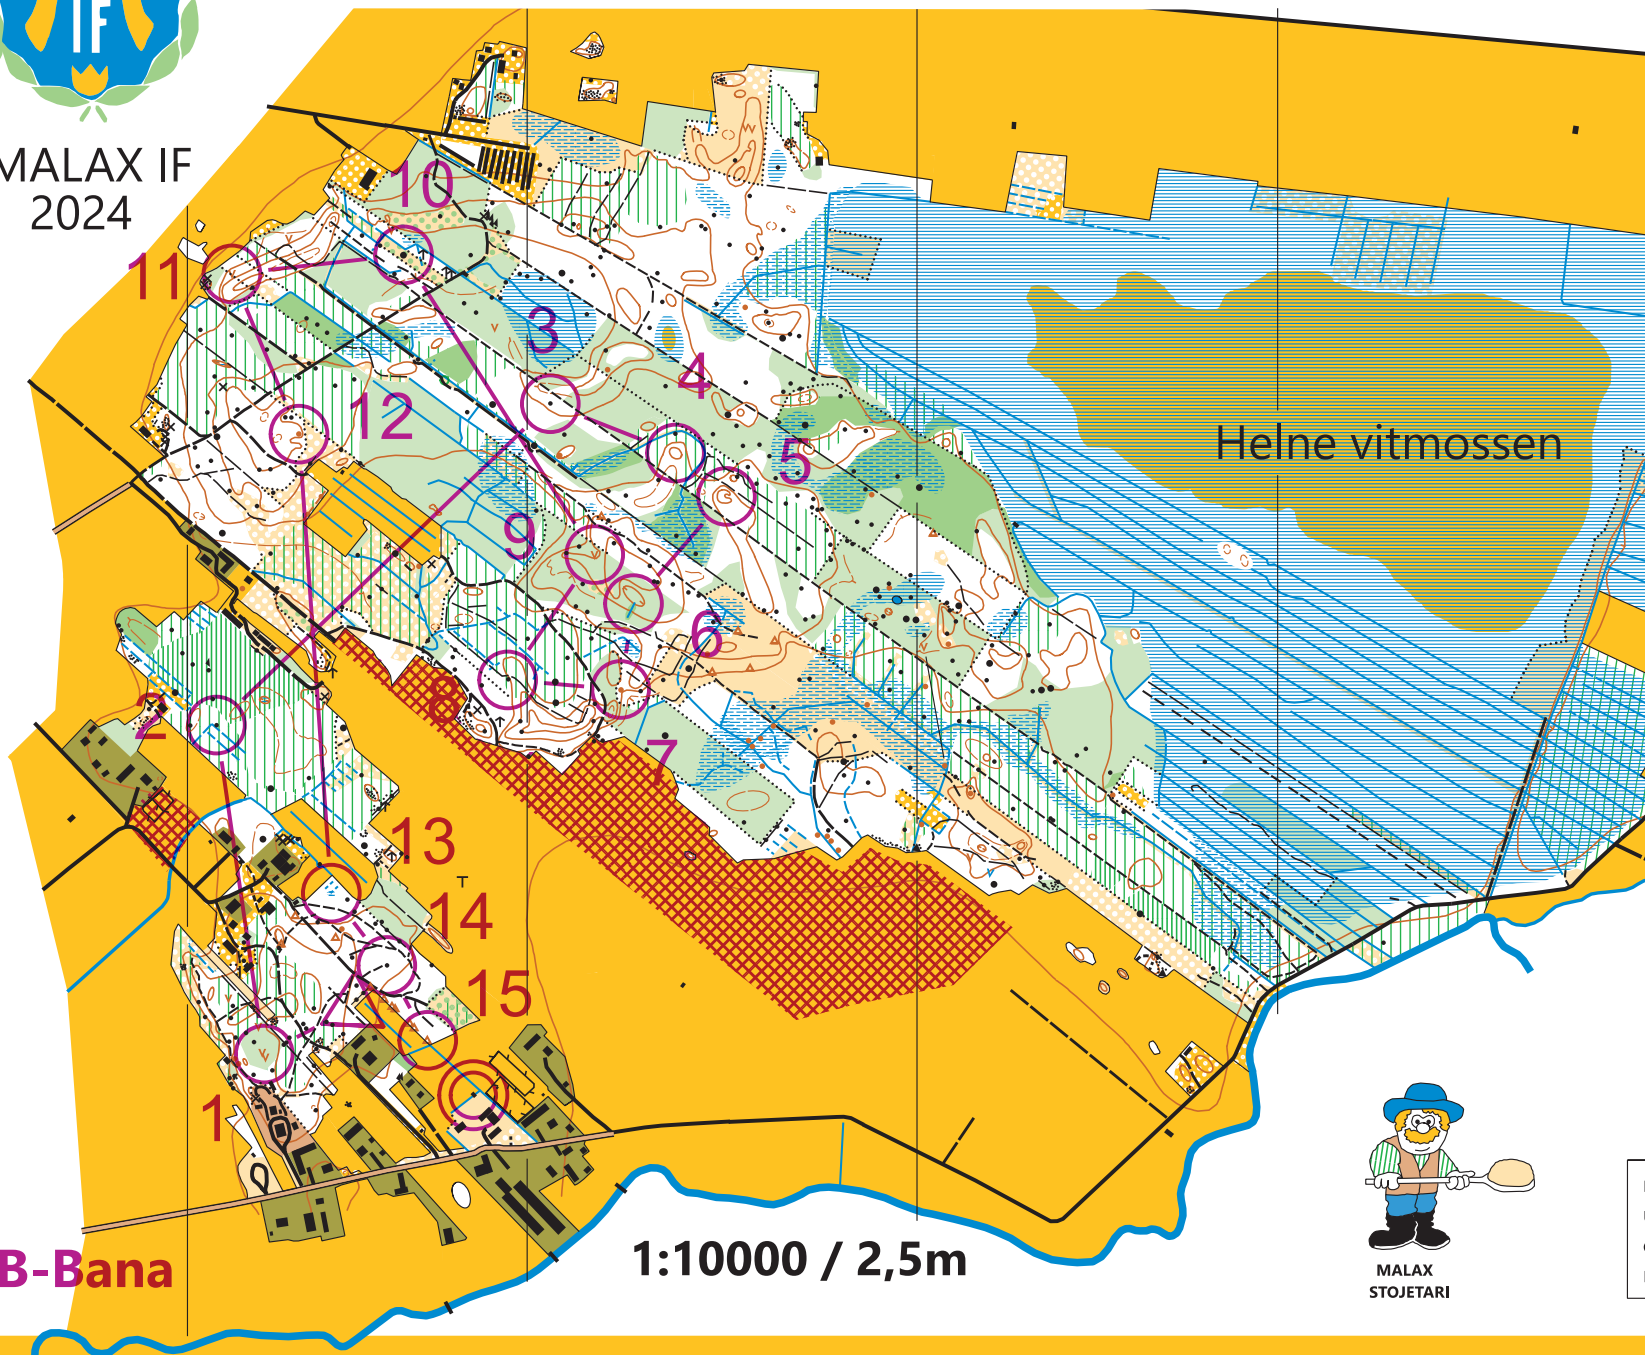 IF
MALAX IF
2024
10
11
3
4
12
Helne vitmossen
5
9
6
2
8
7
13
14
15
1
1:10000 / 2,5m
B-Bana
MALAX
STOJETARI